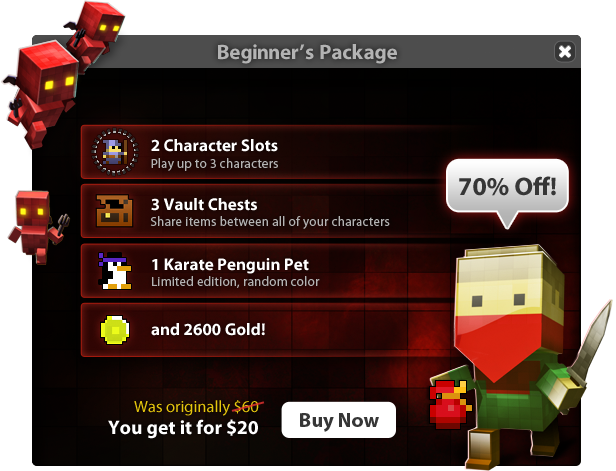 Beginner's Package
2 Character Slots
Play up to 3 characters
3 Vault Chests
Share items between all of your characters
70% Off!
1 Karate Penguin Pet
Limited edition, random color
and 2600 Gold!
Was originally $60
You get it for $20
Buy Now